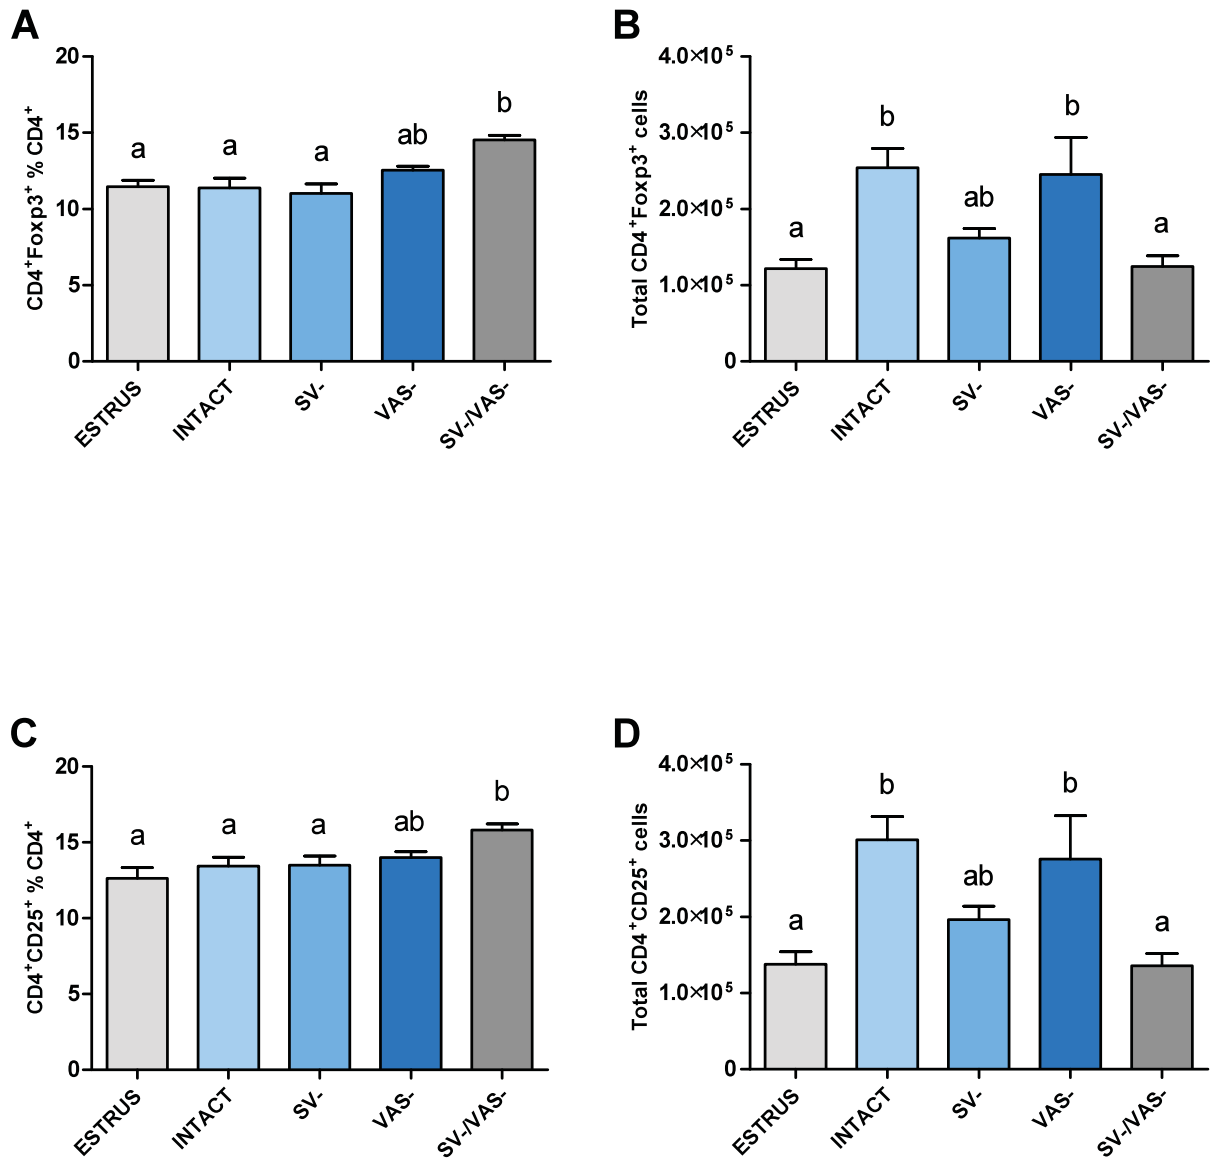 A
CD4⁺Foxp3⁺ % CD4⁺
20
15
10
5
0
a
a
a
ab
b
ESTRUS
INTACT
SV-
VAS-
SV-/VAS-
B
Total CD4⁺Foxp3⁺ cells
4.0×10⁵
3.0×10⁵
2.0×10⁵
1.0×10⁵
0
a
b
ab
b
a
ESTRUS
INTACT
SV-
VAS-
SV-/VAS-
C
CD4⁺CD25⁺ % CD4⁺
20
15
10
5
0
a
a
a
ab
b
ESTRUS
INTACT
SV-
VAS-
SV-/VAS-
D
Total CD4⁺CD25⁺ cells
4.0×10⁵
3.0×10⁵
2.0×10⁵
1.0×10⁵
0
a
b
ab
b
a
ESTRUS
INTACT
SV-
VAS-
SV-/VAS-